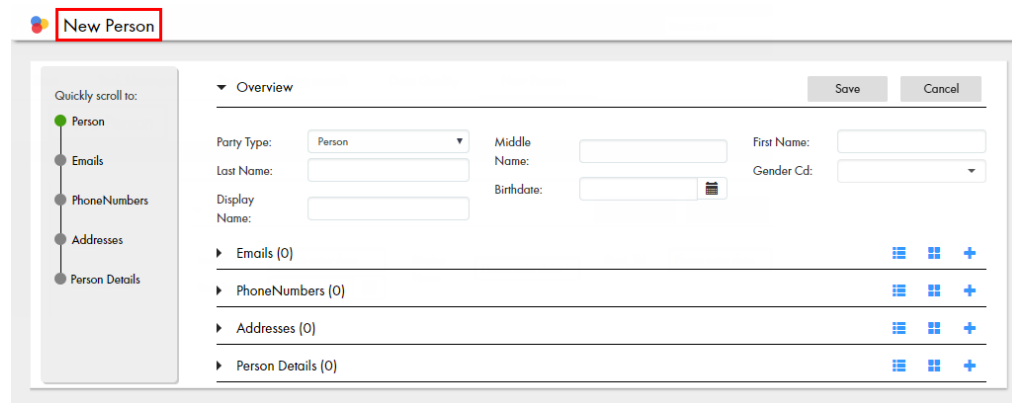 New Person
Quickly scroll to:
Person
Emails
PhoneNumbers
Addresses
Person Details
Overview
Save
Cancel
Party Type:
Person
Middle
Name:
First Name:
Last Name:
Gender Cd:
Birthdate:
Display
Name:
Emails (0)
PhoneNumbers (0)
Addresses (0)
Person Details (0)